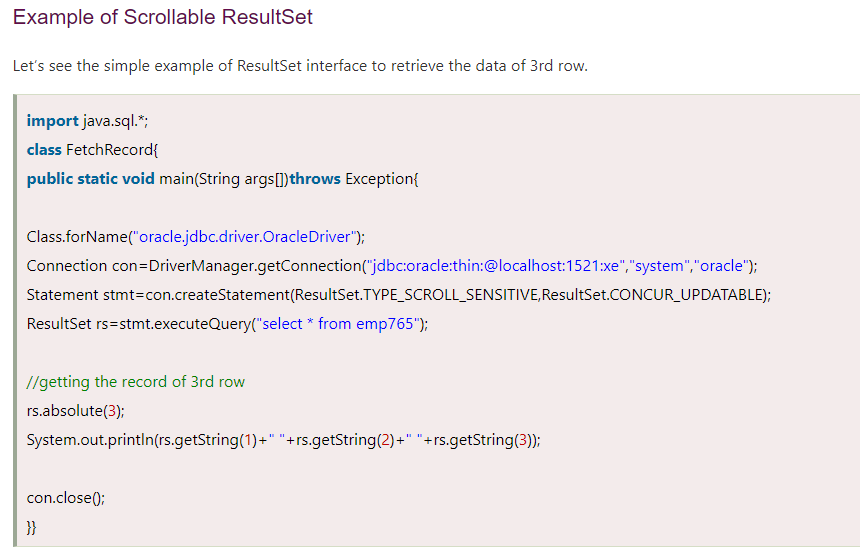 Example of Scrollable ResultSet
Let's see the simple example of ResultSet interface to retrieve the data of 3rd row.
import java.sql.*;
class FetchRecord{
public static void main(String args[])throws Exception{
Class.forName("oracle.jdbc.driver.OracleDriver");
Connection con=DriverManager.getConnection("jdbc:oracle:thin:@localhost:1521:xe","system","oracle");
Statement stmt=con.createStatement(ResultSet.TYPE_SCROLL_SENSITIVE,ResultSet.CONCUR_UPDATABLE);
ResultSet rs=stmt.executeQuery("select * from emp765");
//getting the record of 3rd row
rs.absolute(3);
System.out.println(rs.getString(1)+" "+rs.getString(2)+" "+rs.getString(3));
con.close();
}}